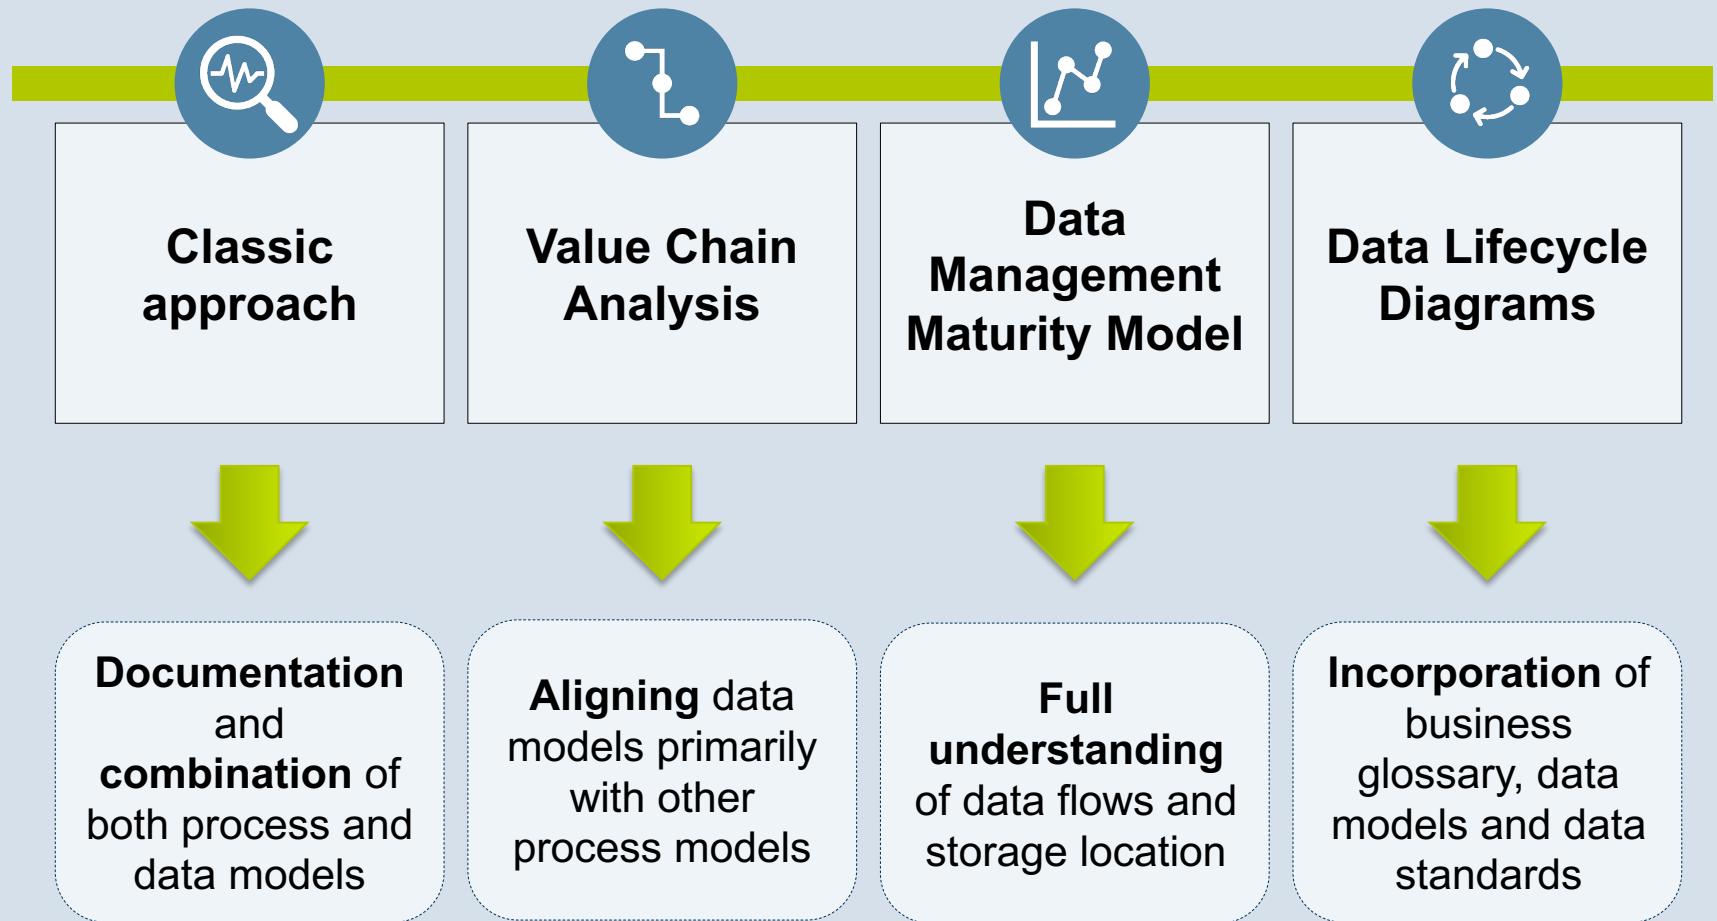 Classic
approach
Value Chain
Analysis
Data
Management
Maturity Model
Data Lifecycle
Diagrams
Documentation
and
combination of
both process and
data models
Aligning data
models primarily
with other
process models
Full
understanding
of data flows and
storage location
Incorporation of
business
glossary, data
models and data
standards